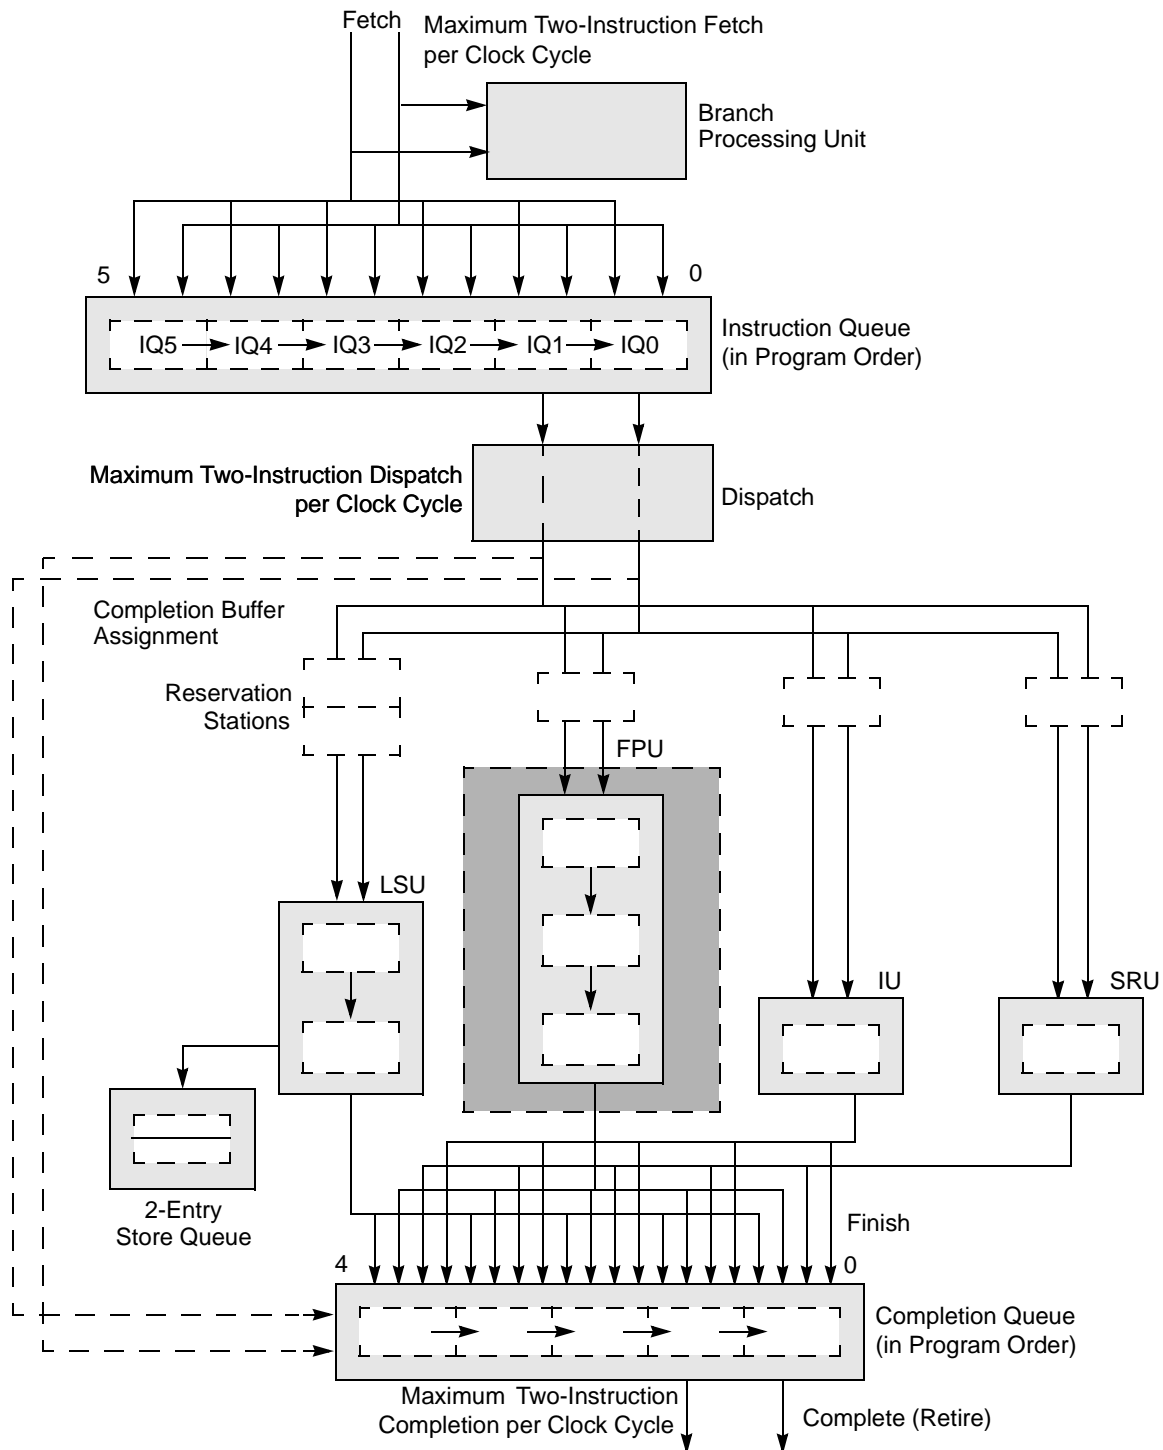 Fetch
Maximum Two-Instruction Fetch
per Clock Cycle
Branch
Processing Unit
5
0
IQ5
IQ4
IQ3
IQ2
IQ1
IQ0
Instruction Queue
(in Program Order)
Maximum Two-Instruction Dispatch
per Clock Cycle
Dispatch
Completion Buffer
Assignment
Reservation
Stations
FPU
LSU
IU
SRU
2-Entry
Store Queue
Finish
4
0
Completion Queue
(in Program Order)
Maximum Two-Instruction
Completion per Clock Cycle
Complete (Retire)